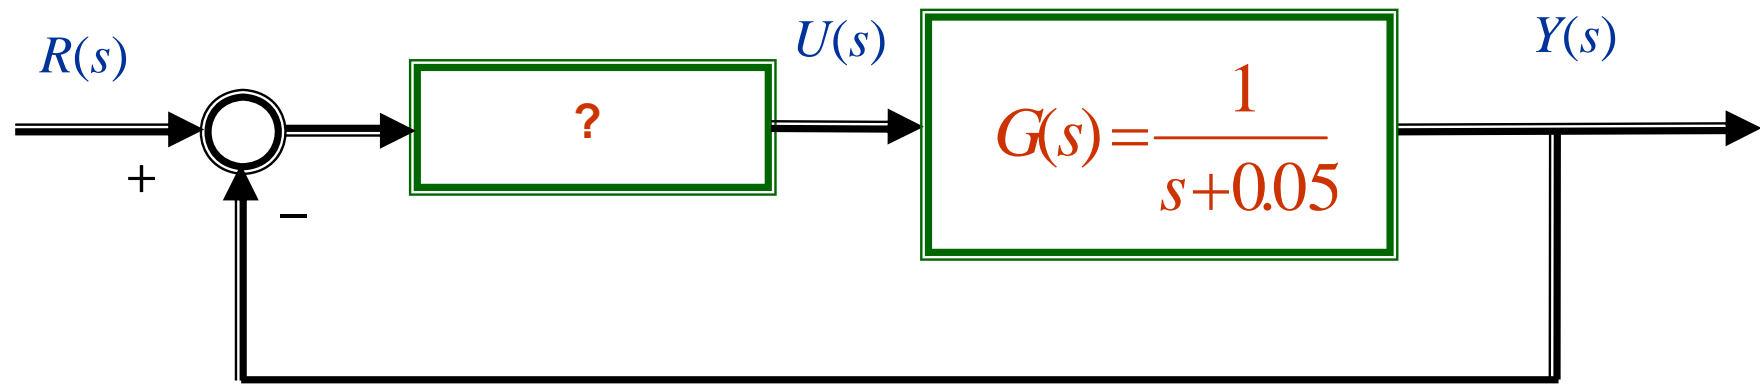 R(s)
U(s)
Y(s)
?
G(s) = 1 / s + 0.05
+
−